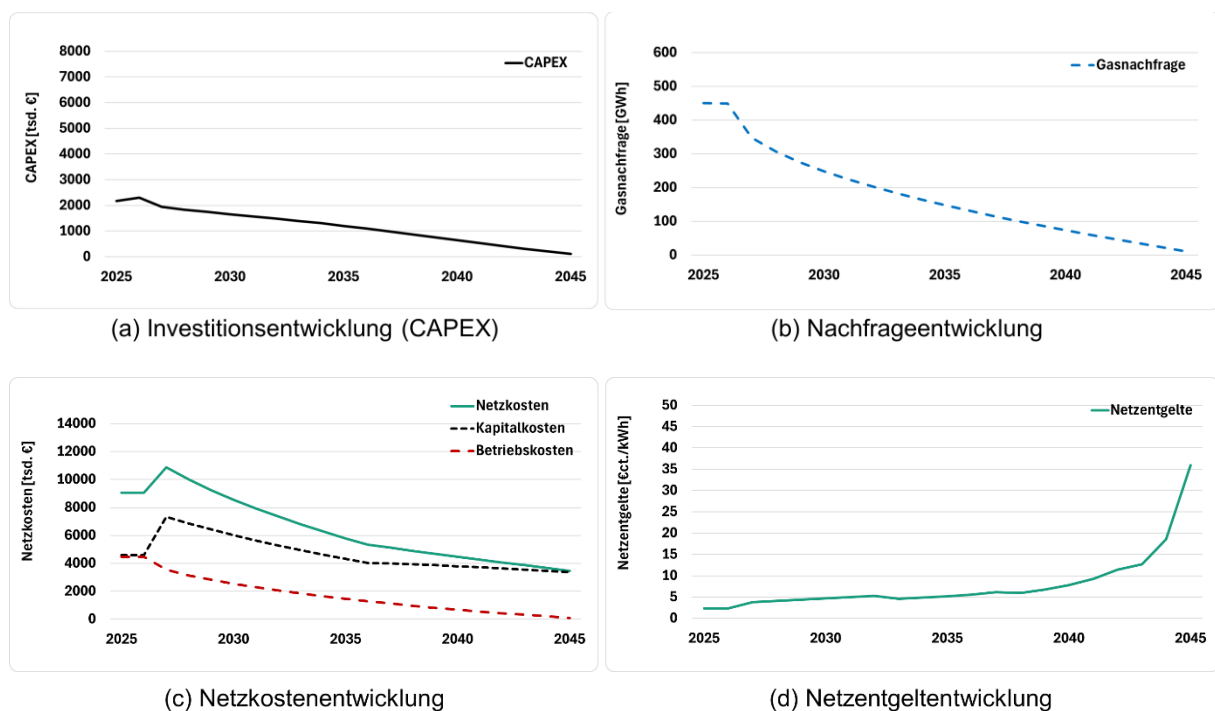 8000
7000
6000
5000
4000
3000
2000
1000
0
CAPEX [tsd. €]
CAPEX
2025 2030 2035 2040 2045
(a) Investitionsentwicklung (CAPEX)
600
500
400
300
200
100
0
Gasnachfrage [GWh]
Gasnachfrage
2025 2030 2035 2040 2045
(b) Nachfrageentwicklung
14000
12000
10000
8000
6000
4000
2000
0
Netzkosten [tsd. €]
Netzkosten
Kapitalkosten
Betriebskosten
2025 2030 2035 2040 2045
(c) Netzkostenentwicklung
50
45
40
35
30
25
20
15
10
5
0
Netzentgelte [€ct./kWh]
Netzentgelte
2025 2030 2035 2040 2045
(d) Netzentgeltentwicklung